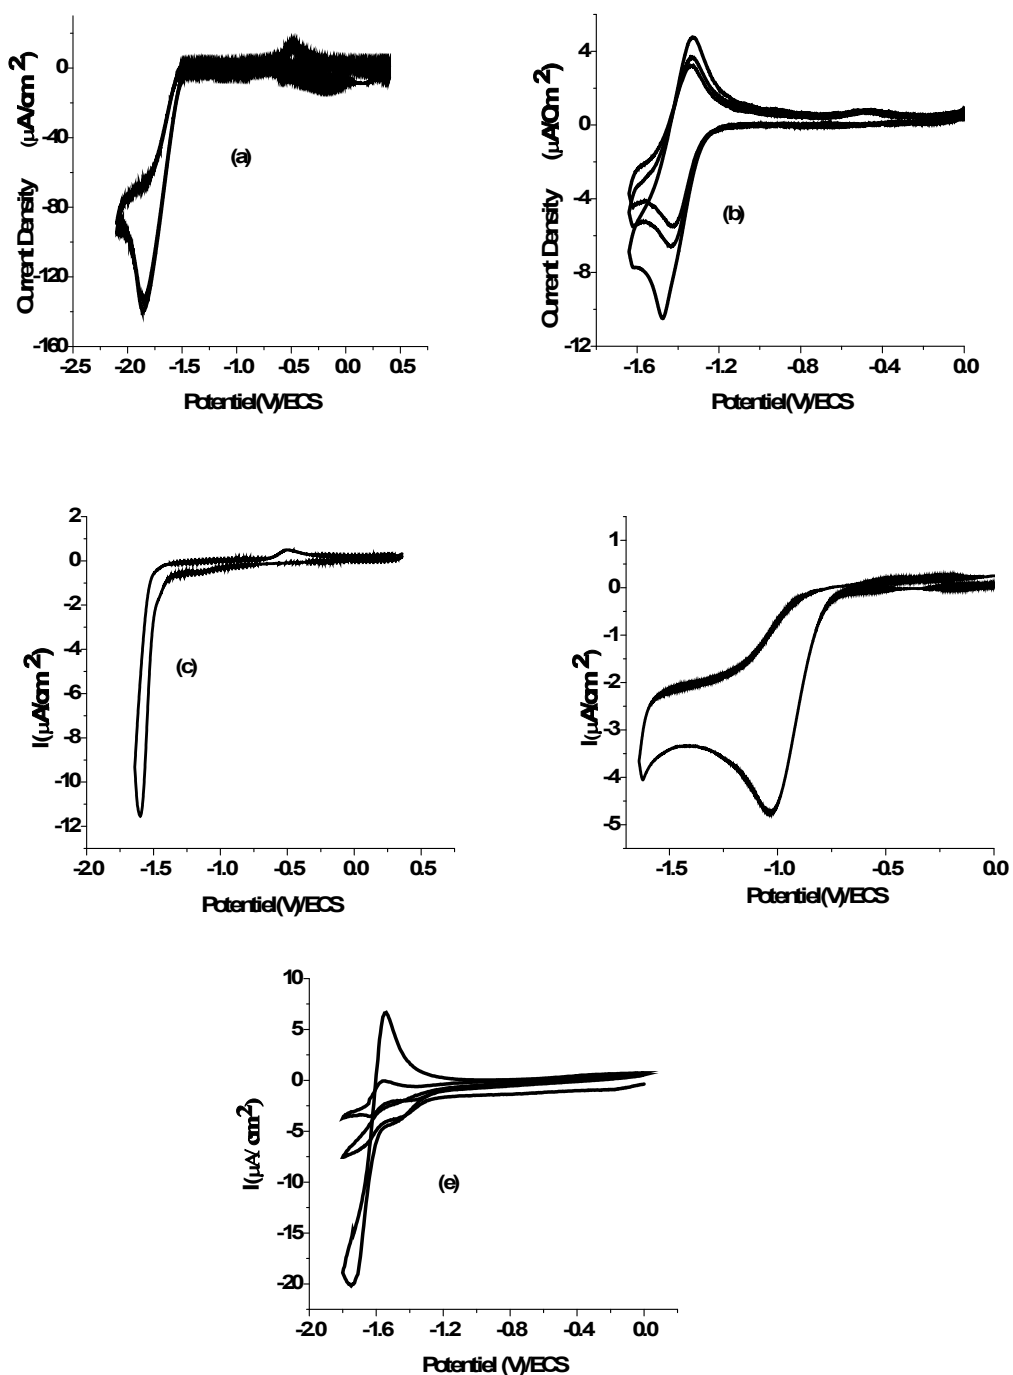 0
-40
-80
-120
-160
-2.5 -2.0 -1.5 -1.0 -0.5 0.0 0.5
Current Density (μA/cm²)
(a)
Potentiel(V)/ECS
4
0
-4
-8
-12
-1.6 -1.2 -0.8 -0.4 0.0
Current Density (μA/Cm²)
(b)
Potentiel(V)/ECS
2
0
-2
-4
-6
-8
-10
-12
-2.0 -1.5 -1.0 -0.5 0.0 0.5
I(μA/cm²)
(c)
Potentiel(V)/ECS
1
0
-1
-2
-3
-4
-5
-1.5 -1.0 -0.5 0.0
I(μA/cm²)
Potentiel(V)/ECS
10
5
0
-5
-10
-15
-20
-2.0 -1.6 -1.2 -0.8 -0.4 0.0
I(μA/cm²)
(e)
Potentiel (V)/ECS